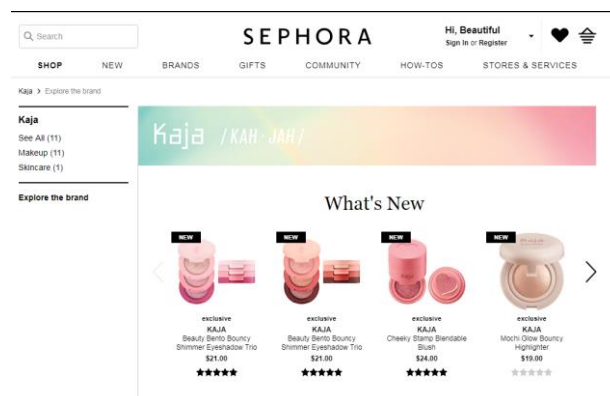 Search
SEPHORA
Hi, Beautiful
Sign In or Register
SHOP NEW BRANDS GIFTS COMMUNITY HOW-TOS STORES & SERVICES
Kaja > Explore the brand
Kaja
See All (11)
Makeup (11)
Skincare (1)
Explore the brand
Kaja /KAH-JAH/
What's New
NEW
exclusive
KAJA
Beauty Bento Bouncy
Shimmer Eyeshadow Trio
$21.00
NEW
exclusive
KAJA
Beauty Bento Bouncy
Shimmer Eyeshadow Trio
$21.00
NEW
exclusive
KAJA
Cheeky Stamp Blendable
Blush
$24.00
NEW
exclusive
KAJA
Mochi Glow Bouncy
Highlighter
$19.00